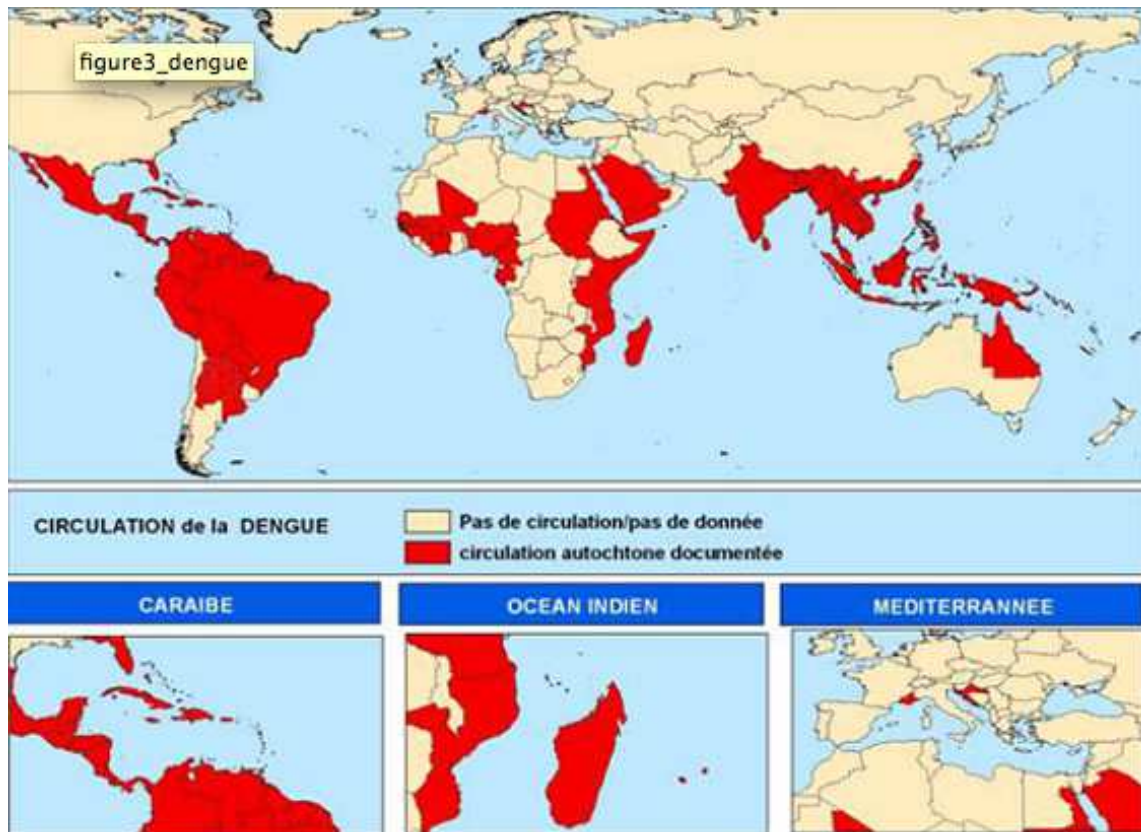 figure3_dengue
CIRCULATION de la DENGUE
Pas de circulation/pas de donnée
circulation autochtone documentée
CARAIBE
OCEAN INDIEN
MEDITERRANNEE